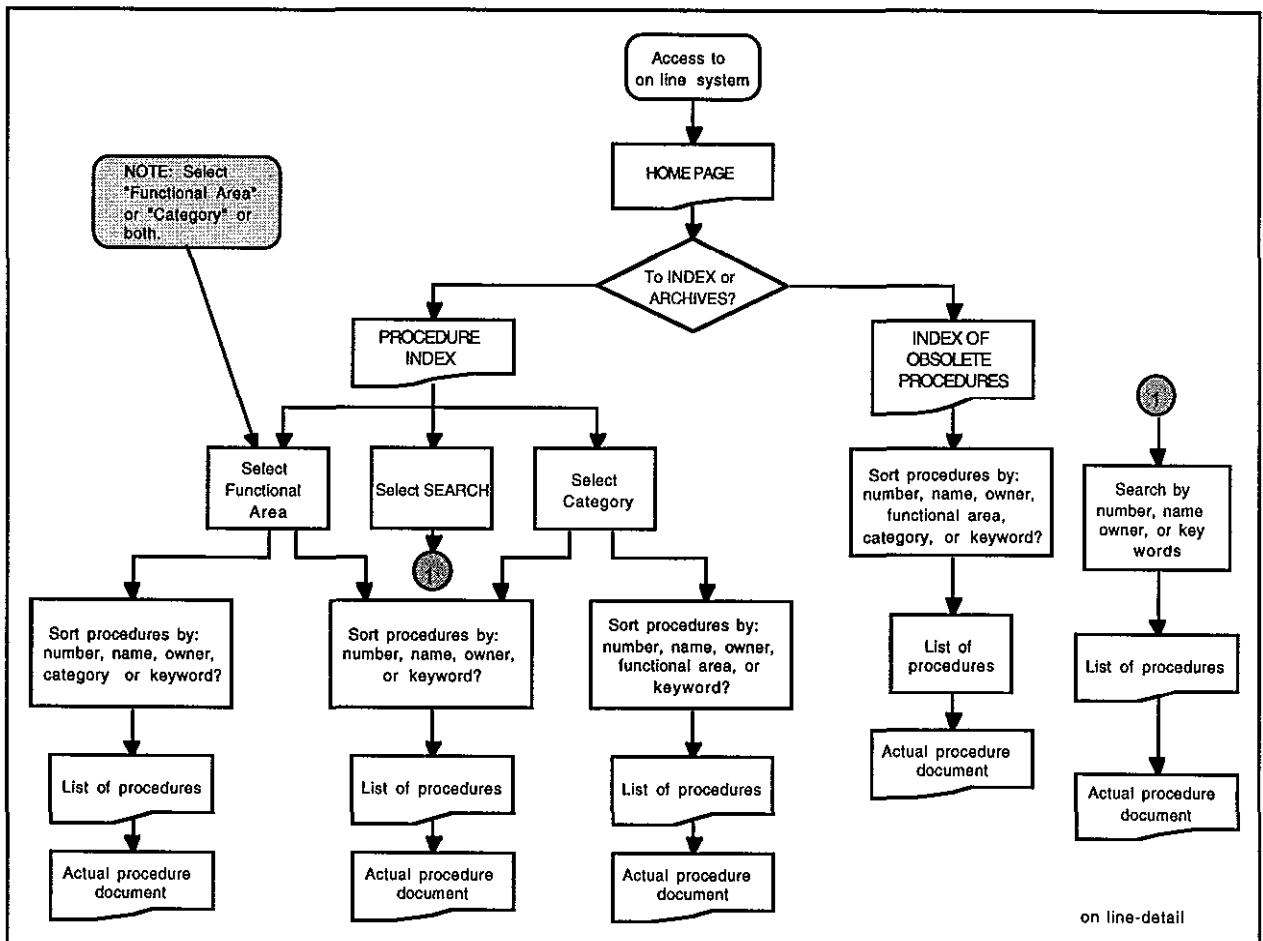 Access to
on line system
HOME PAGE
NOTE: Select
"Functional Area"
or "Category" or
both.
To INDEX or
ARCHIVES?
PROCEDURE
INDEX
INDEX OF
OBSOLETE
PROCEDURES
1
Select
Functional
Area
Select SEARCH
Select
Category
Sort procedures by:
number, name, owner,
functional area,
category, or keyword?
Search by
number, name
owner, or key
words
1
Sort procedures by:
number, name, owner,
category or keyword?
Sort procedures by:
number, name, owner,
or keyword?
Sort procedures by:
number, name, owner,
functional area, or
keyword?
List of
procedures
List of procedures
List of procedures
List of procedures
List of procedures
Actual procedure
document
Actual procedure
document
Actual procedure
document
Actual procedure
document
Actual procedure
document
on line-detail